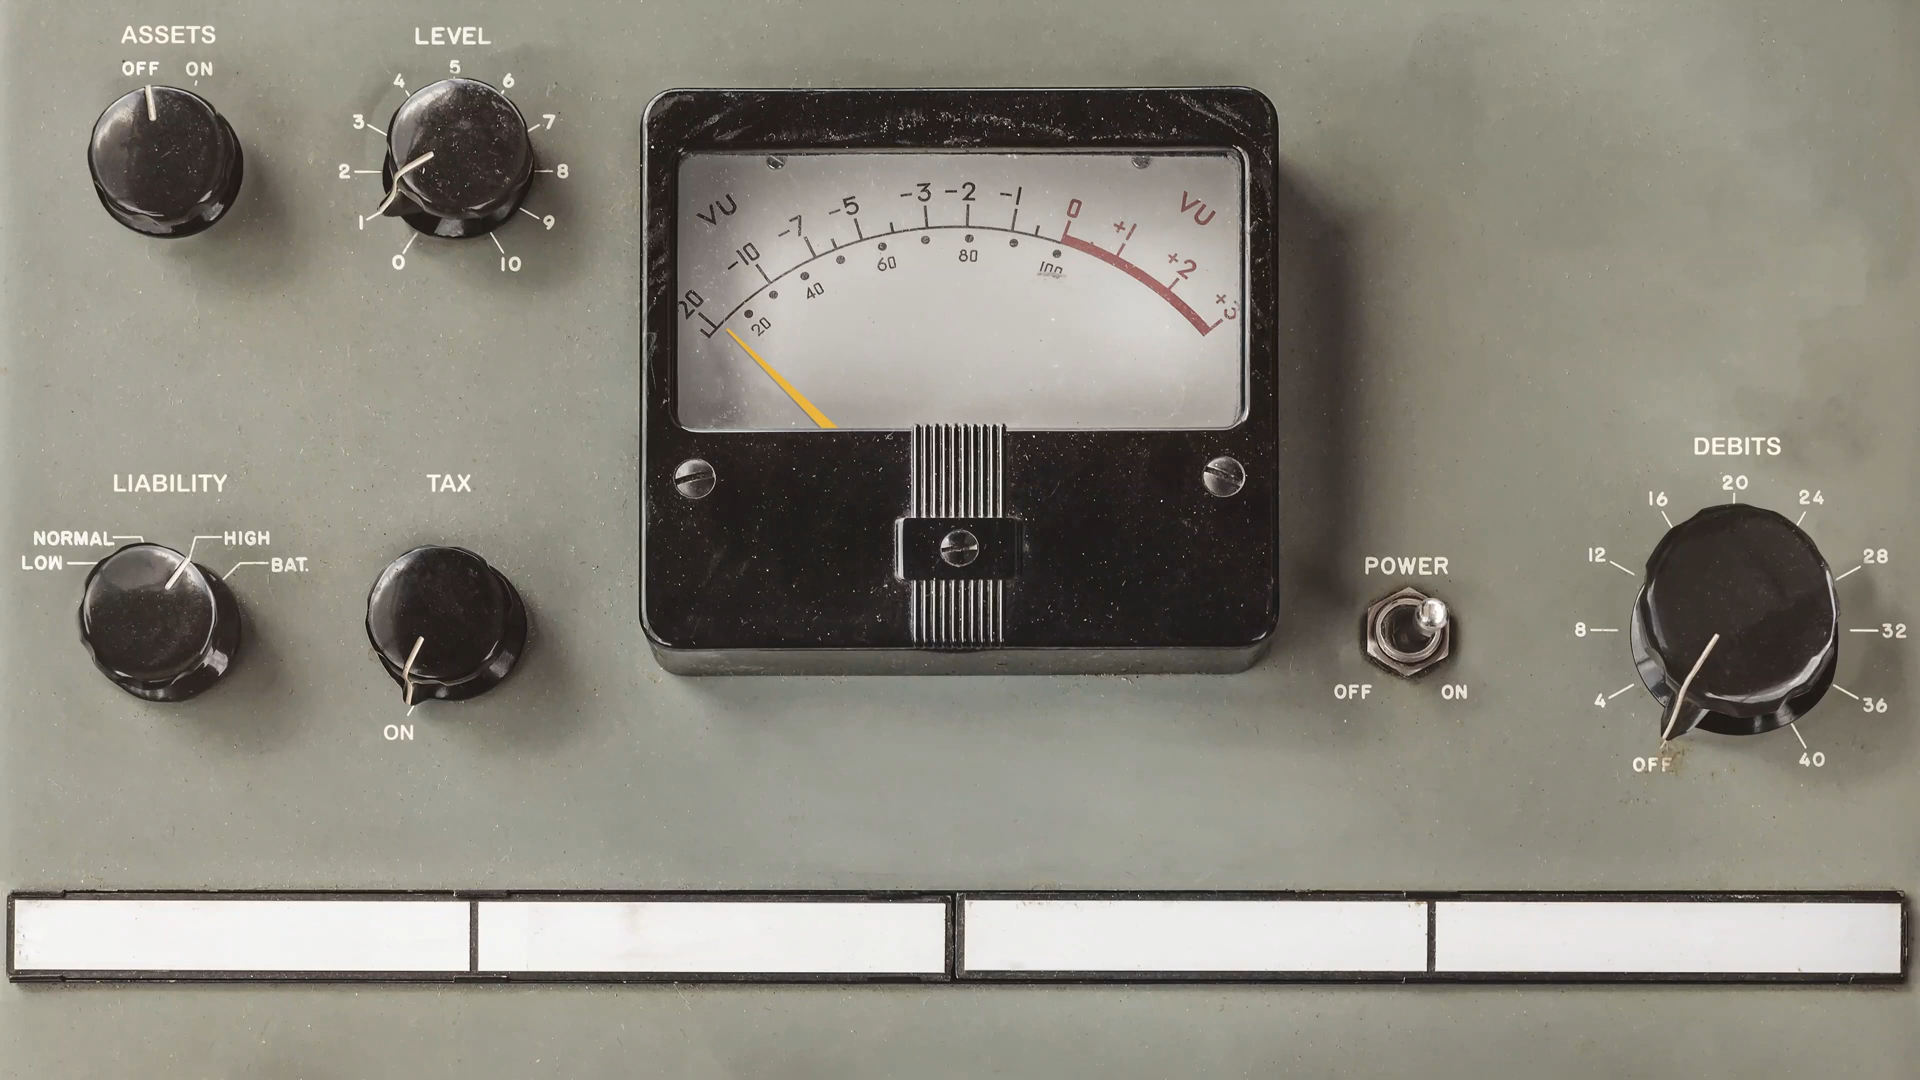 ASSETS
OFF ON
LEVEL
0 1 2 3 4 5 6 7 8 9 10
VU VU
20 -10 -7 -5 -3 -2 -1 0 +1 +2 +3
20 40 60 80 100
LIABILITY
NORMAL HIGH
LOW BAT.
TAX
ON
POWER
OFF ON
DEBITS
OFF 4 8 12 16 20 24 28 32 36 40